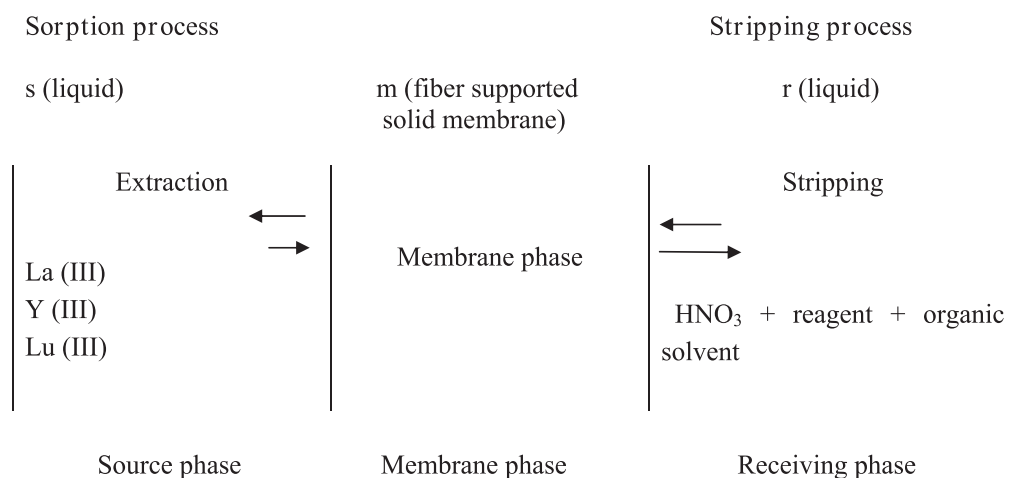 Sorption process
Stripping process
s (liquid)
m (fiber supported
solid membrane)
r (liquid)
Extraction
Stripping
Membrane phase
La (III)
Y (III)
Lu (III)
HNO₃ + reagent + organic
solvent
Source phase
Membrane phase
Receiving phase